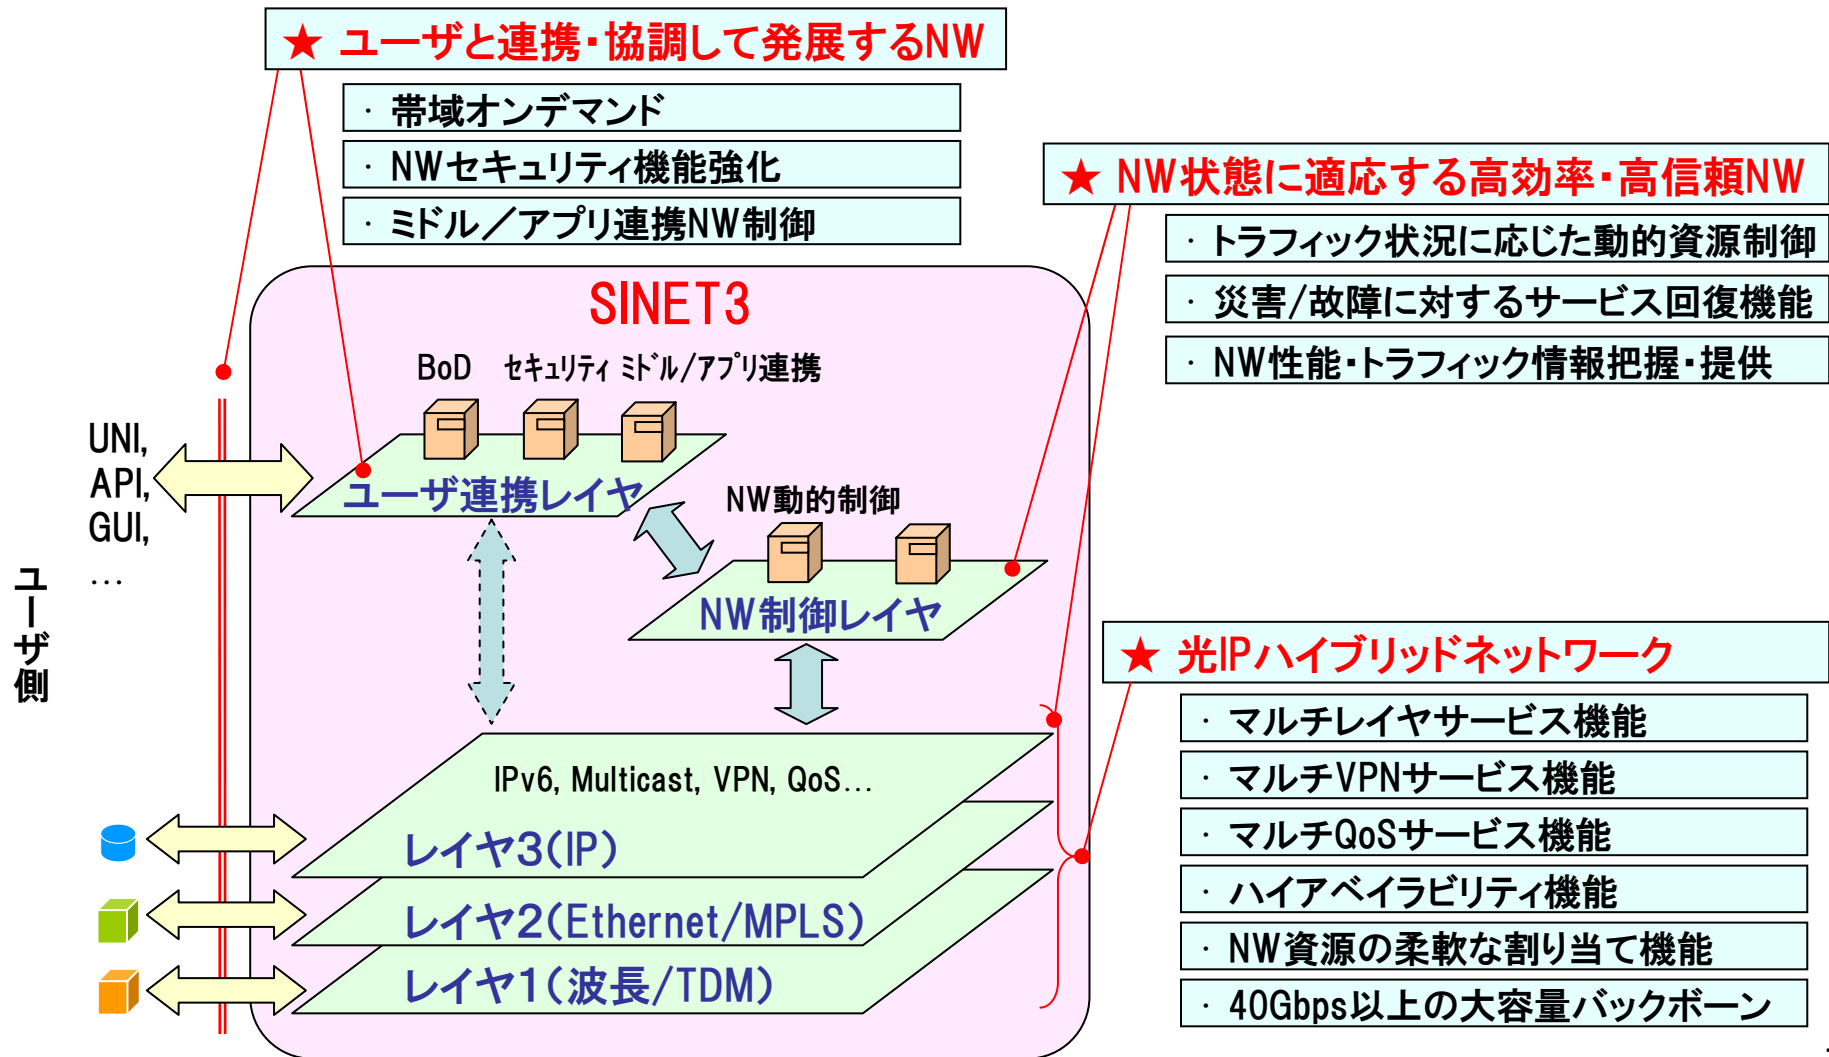 ★ ユーザと連携・協調して発展するNW
・ 帯域オンデマンド
・ NWセキュリティ機能強化
・ ミドル／アプリ連携NW制御
★ NW状態に適応する高効率・高信頼NW
・ トラフィック状況に応じた動的資源制御
・ 災害/故障に対するサービス回復機能
・ NW性能・トラフィック情報把握・提供
SINET3
BoD セキュリティ ミドル/アプリ連携
UNI,
API,
GUI,
…
ユーザ側
ユーザ連携レイヤ
NW動的制御
NW制御レイヤ
★ 光IPハイブリッドネットワーク
・ マルチレイヤサービス機能
・ マルチVPNサービス機能
・ マルチQoSサービス機能
・ ハイアベイラビリティ機能
・ NW資源の柔軟な割り当て機能
・ 40Gbps以上の大容量バックボーン
IPv6, Multicast, VPN, QoS…
レイヤ3(IP)
レイヤ2(Ethernet/MPLS)
レイヤ1(波長/TDM)